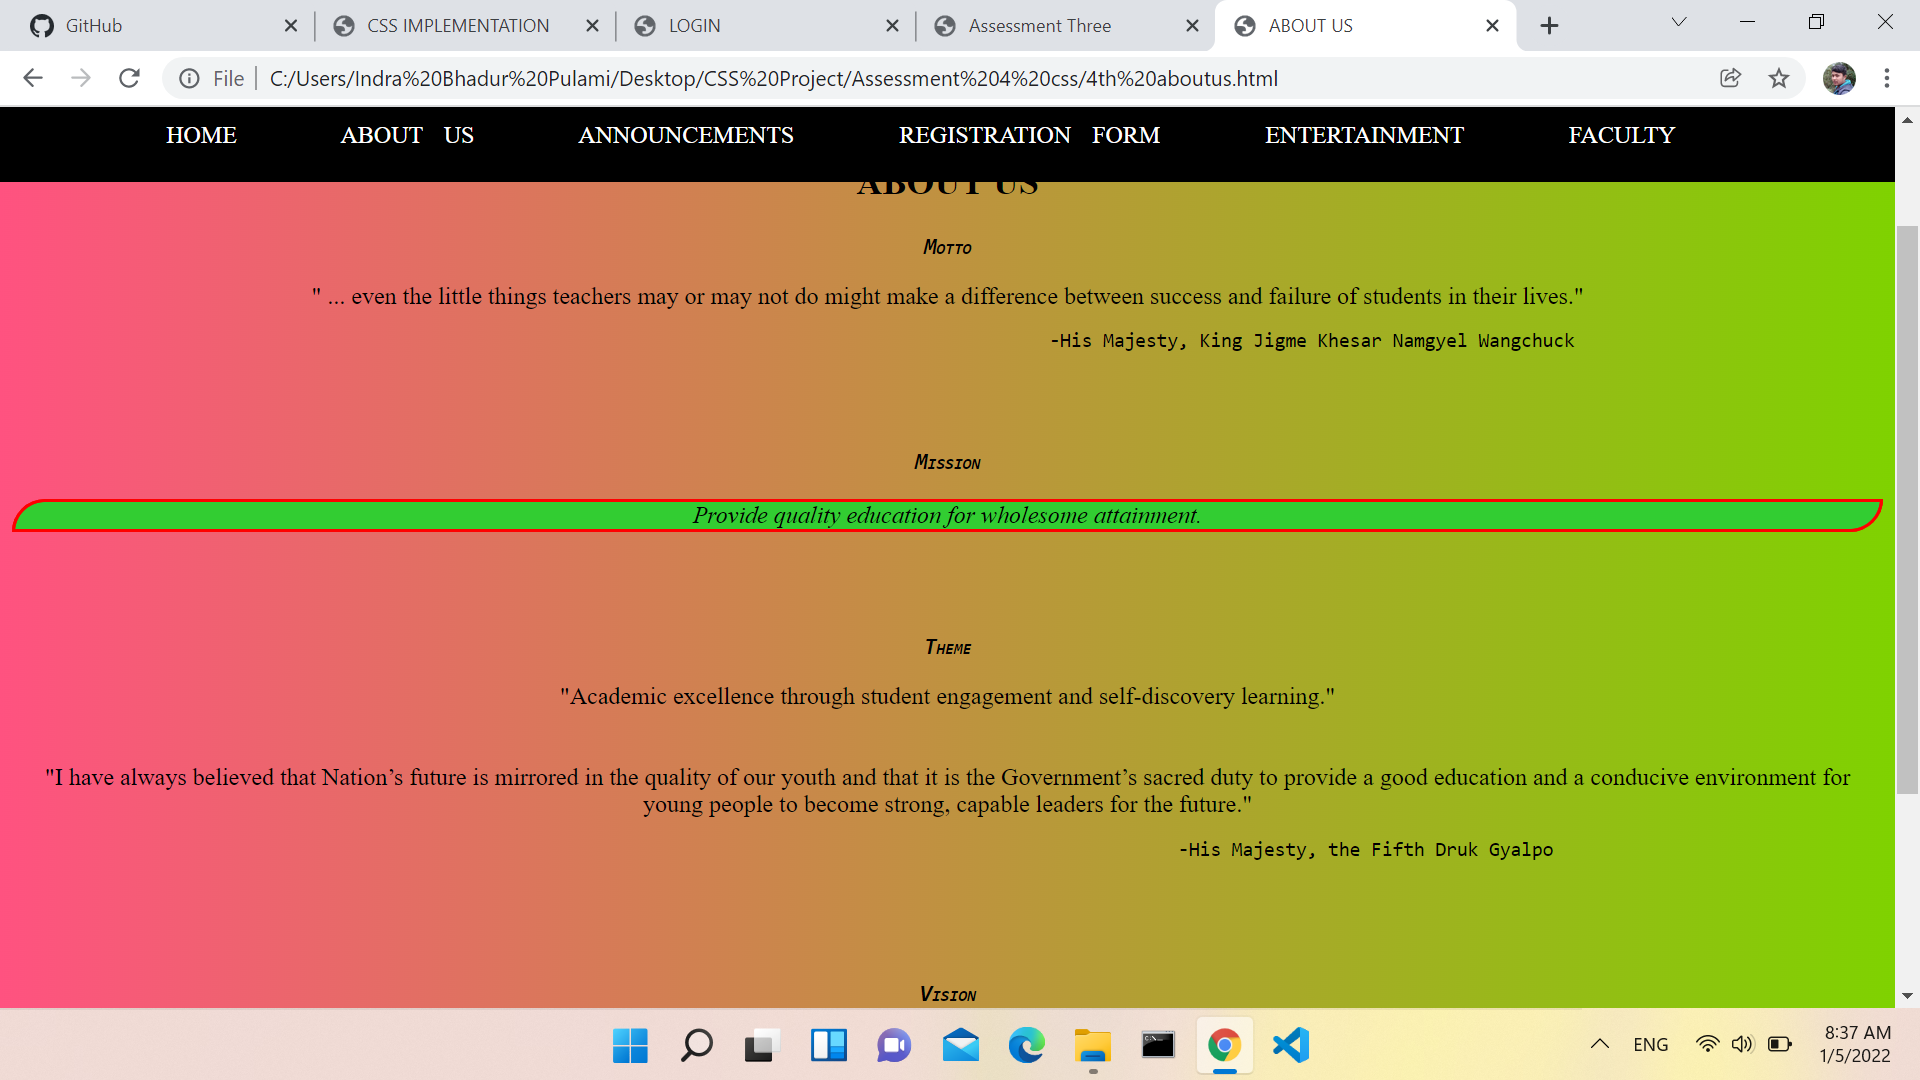 GitHub
CSS IMPLEMENTATION
LOGIN
Assessment Three
ABOUT US
File
C:/Users/Indra%20Bhadur%20Pulami/Desktop/CSS%20Project/Assessment%204%20css/4th%20aboutus.html
HOME ABOUT US ANNOUNCEMENTS REGISTRATION FORM ENTERTAINMENT FACULTY
ABOUT US
Motto
" ... even the little things teachers may or may not do might make a difference between success and failure of students in their lives."
-His Majesty, King Jigme Khesar Namgyel Wangchuck
Mission
Provide quality education for wholesome attainment.
Theme
"Academic excellence through student engagement and self-discovery learning."
"I have always believed that Nation’s future is mirrored in the quality of our youth and that it is the Government’s sacred duty to provide a good education and a conducive environment for
young people to become strong, capable leaders for the future."
-His Majesty, the Fifth Druk Gyalpo
Vision
ENG
8:37 AM
1/5/2022